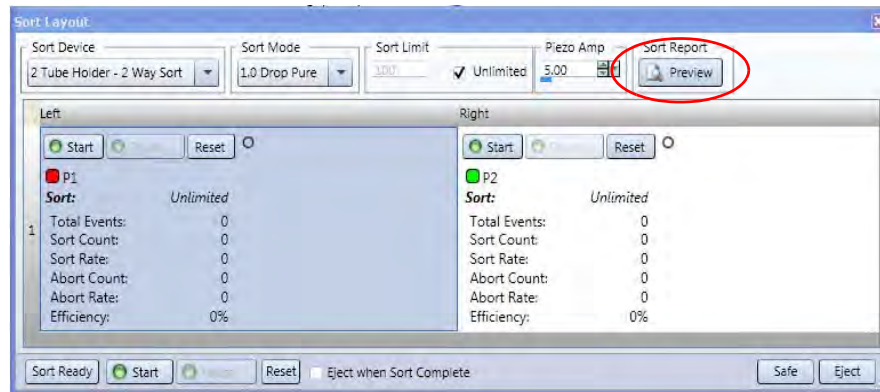 Sort Layout
Sort Device Sort Mode Sort Limit Piezo Amp Sort Report
2 Tube Holder - 2 Way Sort 1.0 Drop Pure 100 Unlimited 5.00 Preview
Left Right
Start Reset Start Reset
P1 P2
Sort: Unlimited Sort: Unlimited
Total Events: 0 Total Events: 0
1 Sort Count: 0 Sort Count: 0
Sort Rate: 0 Sort Rate: 0
Abort Count: 0 Abort Count: 0
Abort Rate: 0 Abort Rate: 0
Efficiency: 0% Efficiency: 0%
Sort Ready Start Reset Eject when Sort Complete Safe Eject